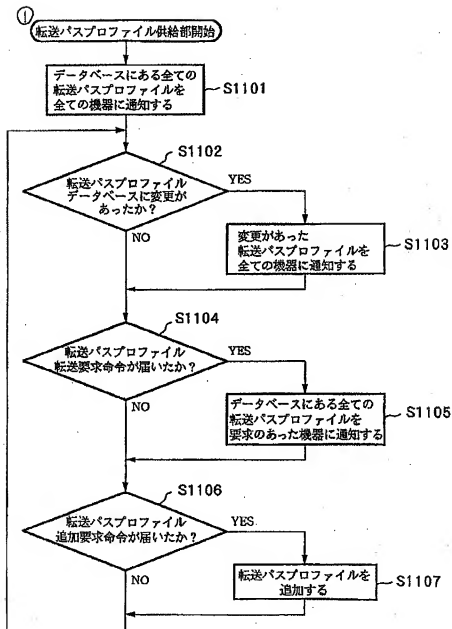 ①
転送パスプロファイル供給部開始
データベースにある全ての
転送パスプロファイルを
全ての機器に通知する
S1101
S1102
転送パスプロファイル
データベースに変更が
あったか?
YES
NO
変更があった
転送パスプロファイルを
全ての機器に通知する
S1103
S1104
転送パスプロファイル
転送要求命令が届いたか?
YES
NO
データベースにある全ての
転送パスプロファイルを
要求のあった機器に通知する
S1105
S1106
転送パスプロファイル
追加要求命令が届いたか?
YES
NO
転送パスプロファイルを
追加する
S1107